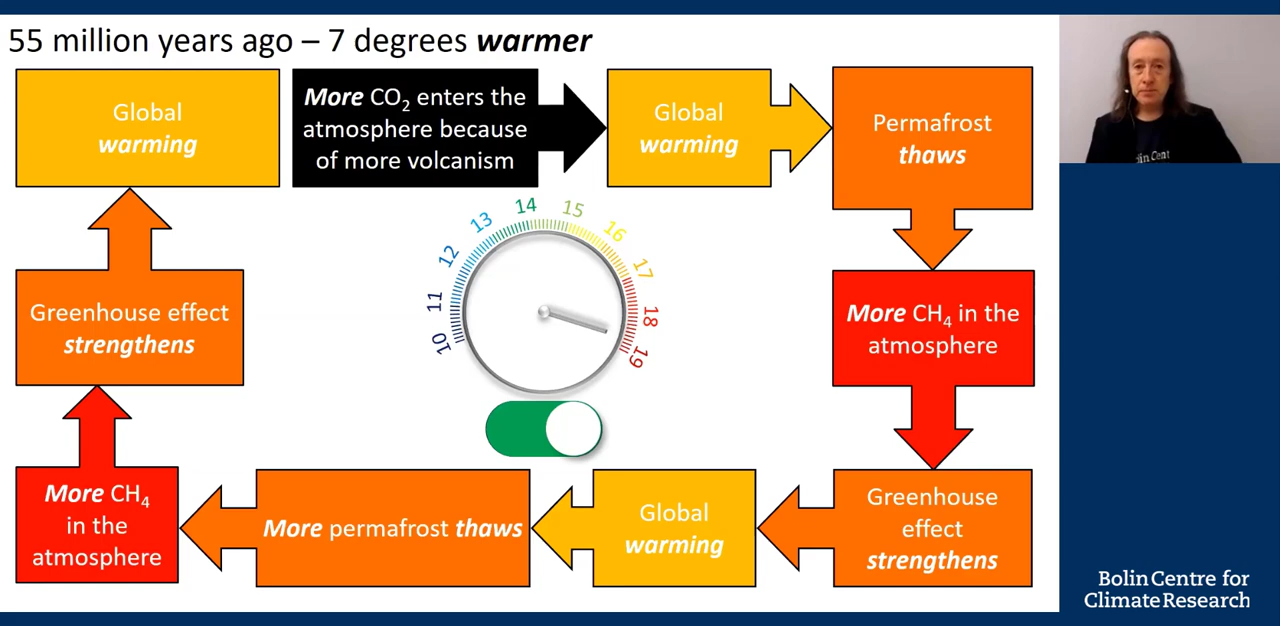 55 million years ago – 7 degrees warmer
Global
warming
More CO₂ enters the
atmosphere because
of more volcanism
Global
warming
Permafrost
thaws
More CH₄ in the
atmosphere
Greenhouse
effect
strengthens
Global
warming
More permafrost thaws
More CH₄
in the
atmosphere
Greenhouse effect
strengthens
10
11
12
13
14
15
16
17
18
19
Bolin Centre for
Climate Research